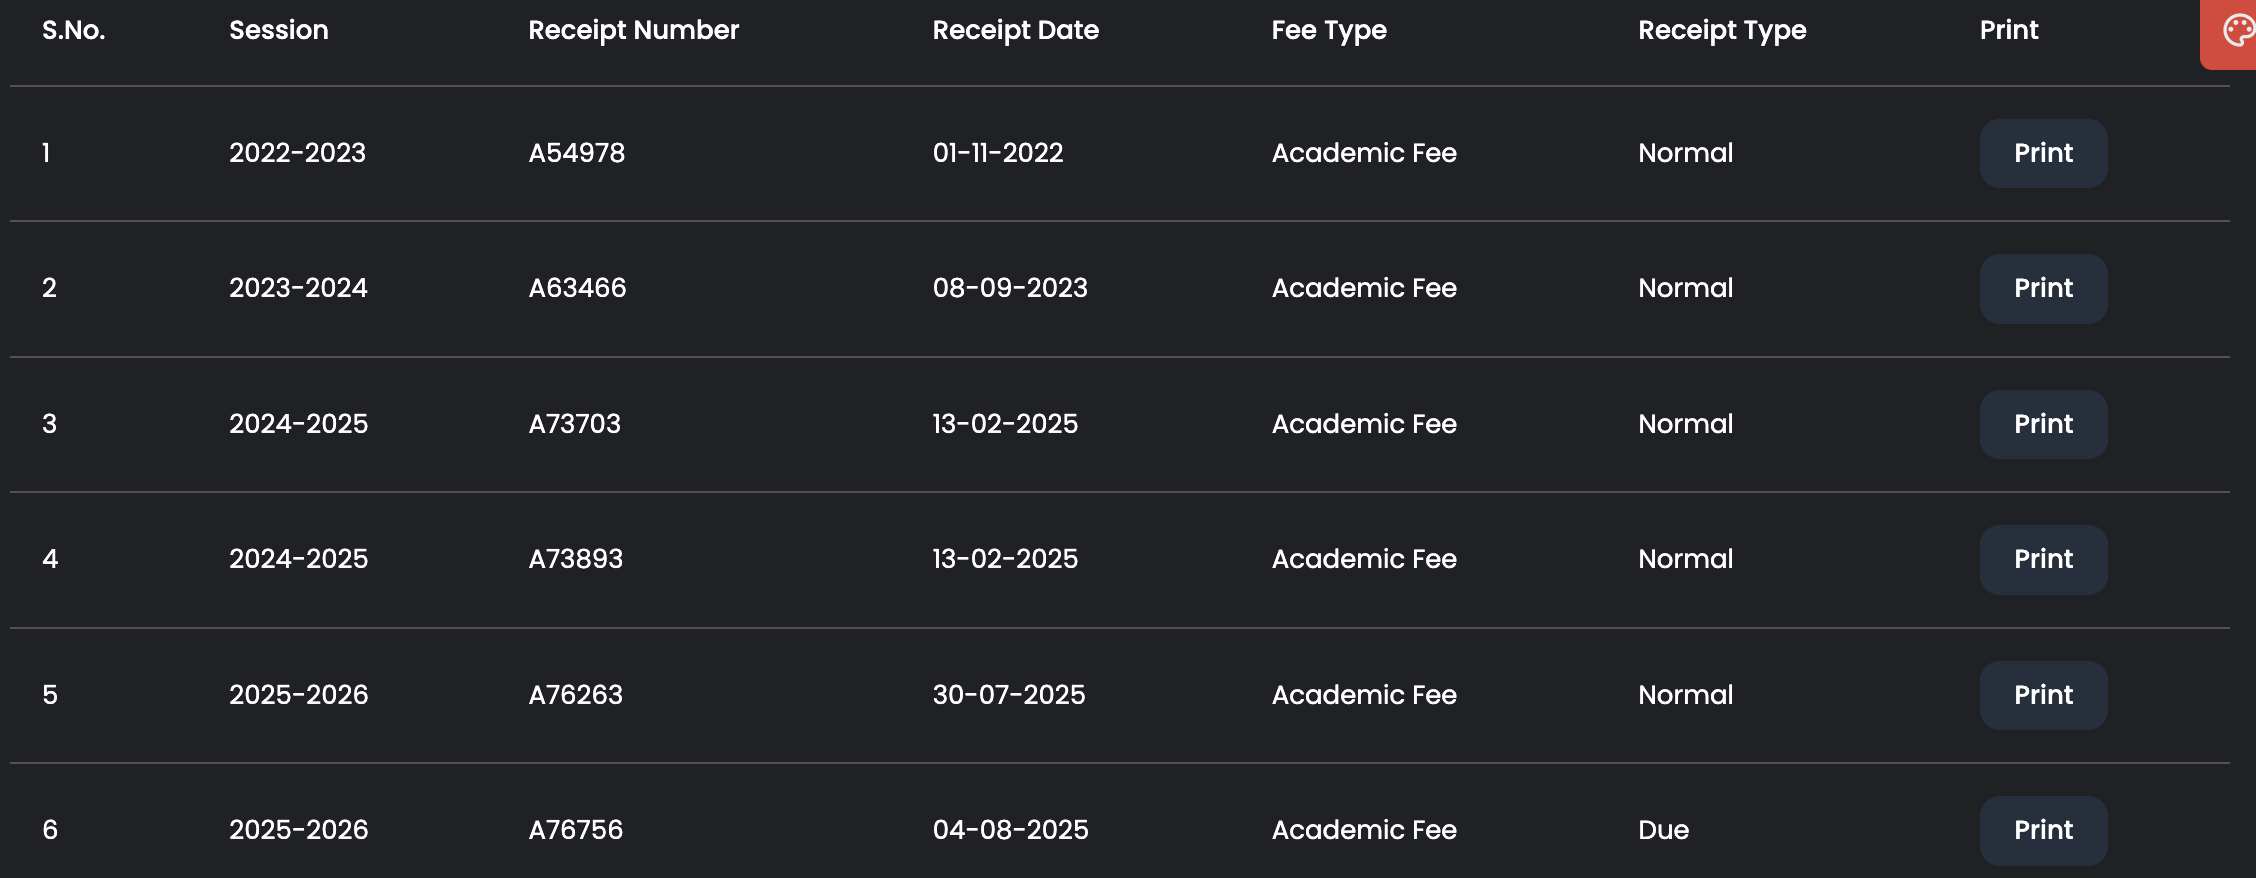 S.No. Session Receipt Number Receipt Date Fee Type Receipt Type Print
1 2022-2023 A54978 01-11-2022 Academic Fee Normal Print
2 2023-2024 A63466 08-09-2023 Academic Fee Normal Print
3 2024-2025 A73703 13-02-2025 Academic Fee Normal Print
4 2024-2025 A73893 13-02-2025 Academic Fee Normal Print
5 2025-2026 A76263 30-07-2025 Academic Fee Normal Print
6 2025-2026 A76756 04-08-2025 Academic Fee Due Print